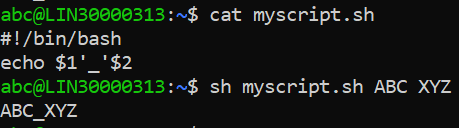 abc@LIN30000313:~$ cat myscript.sh
#!/bin/bash
echo $1'_'$2
abc@LIN30000313:~$ sh myscript.sh ABC XYZ
ABC_XYZ